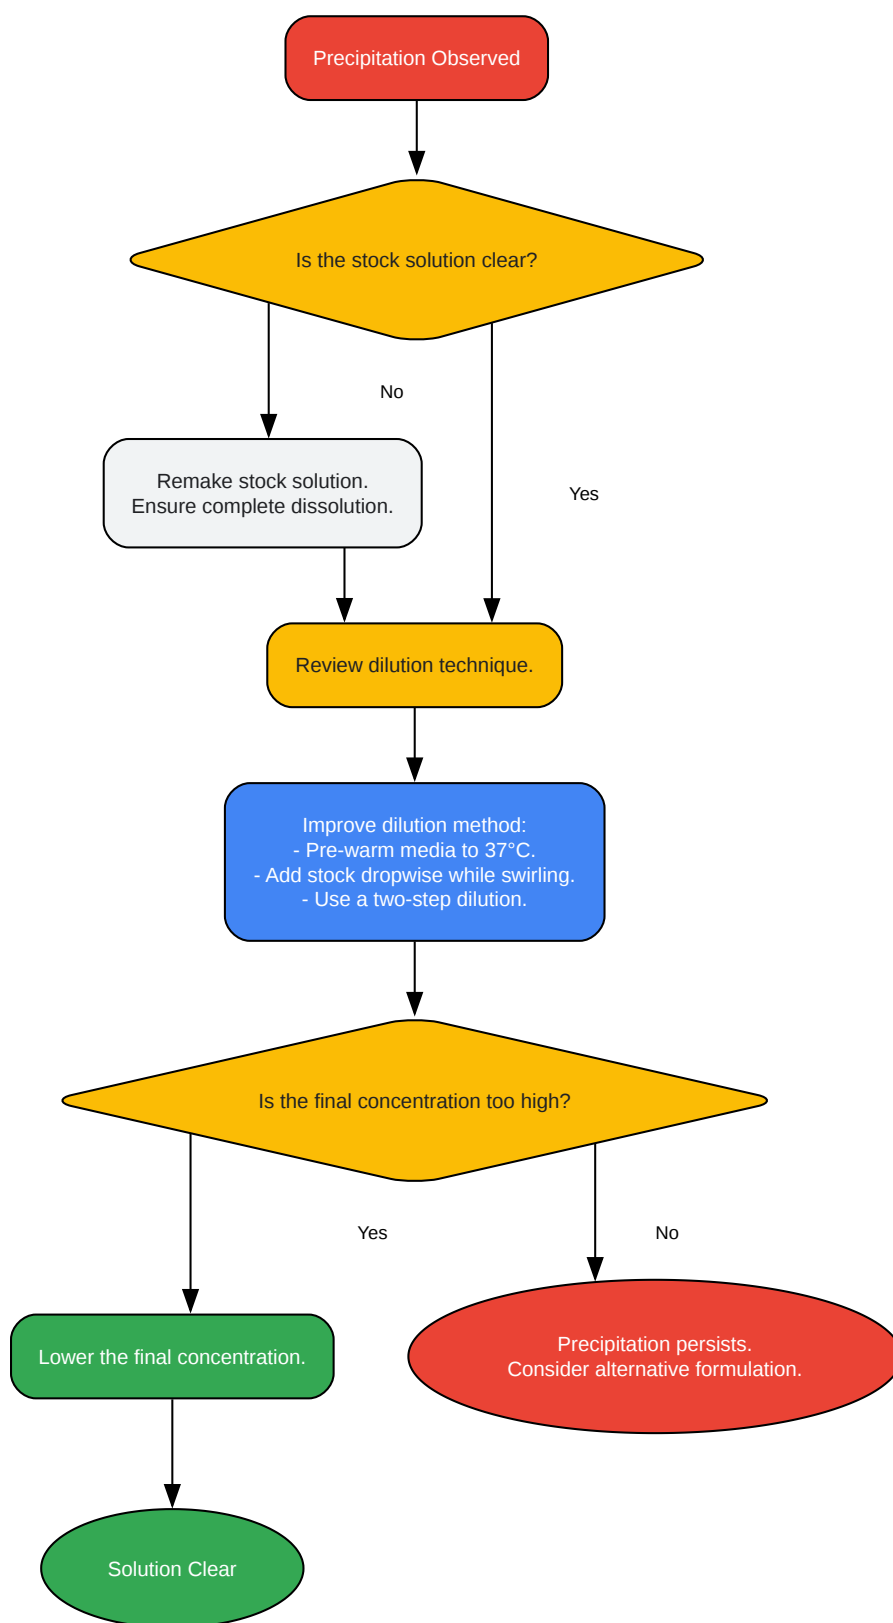 Precipitation Observed
Is the stock solution clear?
No
Remake stock solution.
Ensure complete dissolution.
Yes
Review dilution technique.
Improve dilution method:
- Pre-warm media to 37°C.
- Add stock dropwise while swirling.
- Use a two-step dilution.
Is the final concentration too high?
Yes
No
Lower the final concentration.
Precipitation persists.
Consider alternative formulation.
Solution Clear